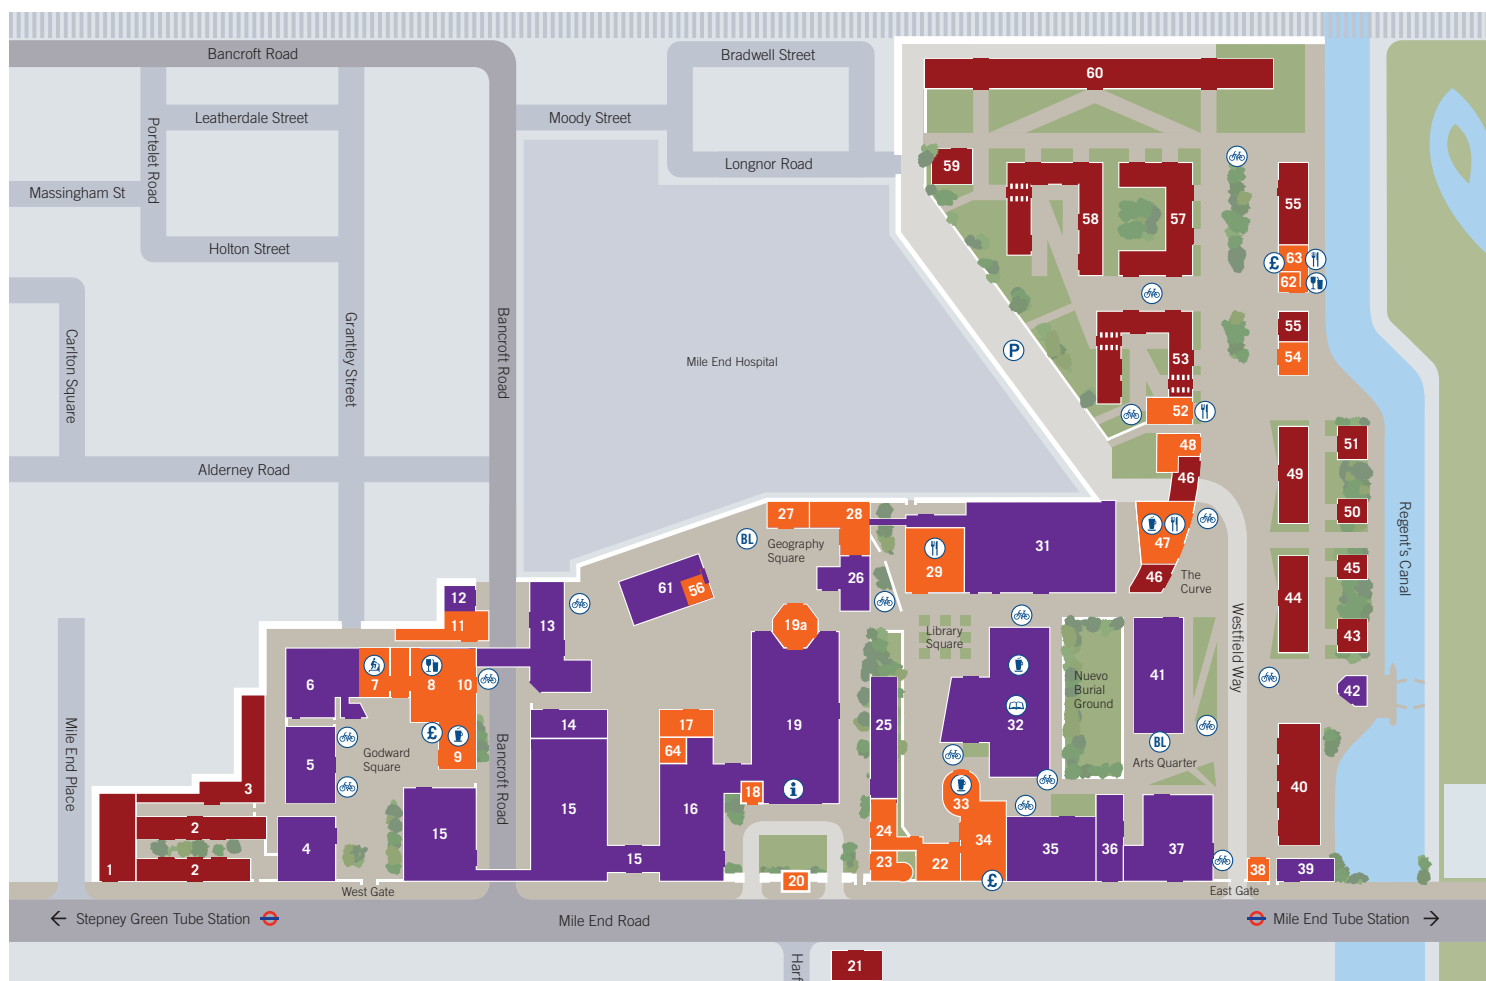 Bancroft Road
Bradwell Street
60
Leatherdale Street
Moody Street
Portelet Road
Longnor Road
59
Massingham St
55
58
57
Holton Street
£
63
62
Bancroft Road
Grantley Street
Carlton Square
55
P
54
53
Mile End Hospital
52
51
48
Alderney Road
49
46
50
Regent's Canal
27
28
BL
Geography
Square
47
31
45
29
46
The
Curve
26
61
56
44
12
11
13
19a
Library
Square
43
Westfield Way
6
7
8
10
41
Nuevo
Burial
Ground
42
Mile End Place
14
17
19
25
32
£
64
BL
Godward
Square
9
Arts Quarter
5
Bancroft Road
3
i
18
40
15
16
33
2
15
24
34
4
35
36
37
15
23
22
1
2
20
£
38
39
West Gate
East Gate
Stepney Green Tube Station
Mile End Road
Mile End Tube Station
Harf
21